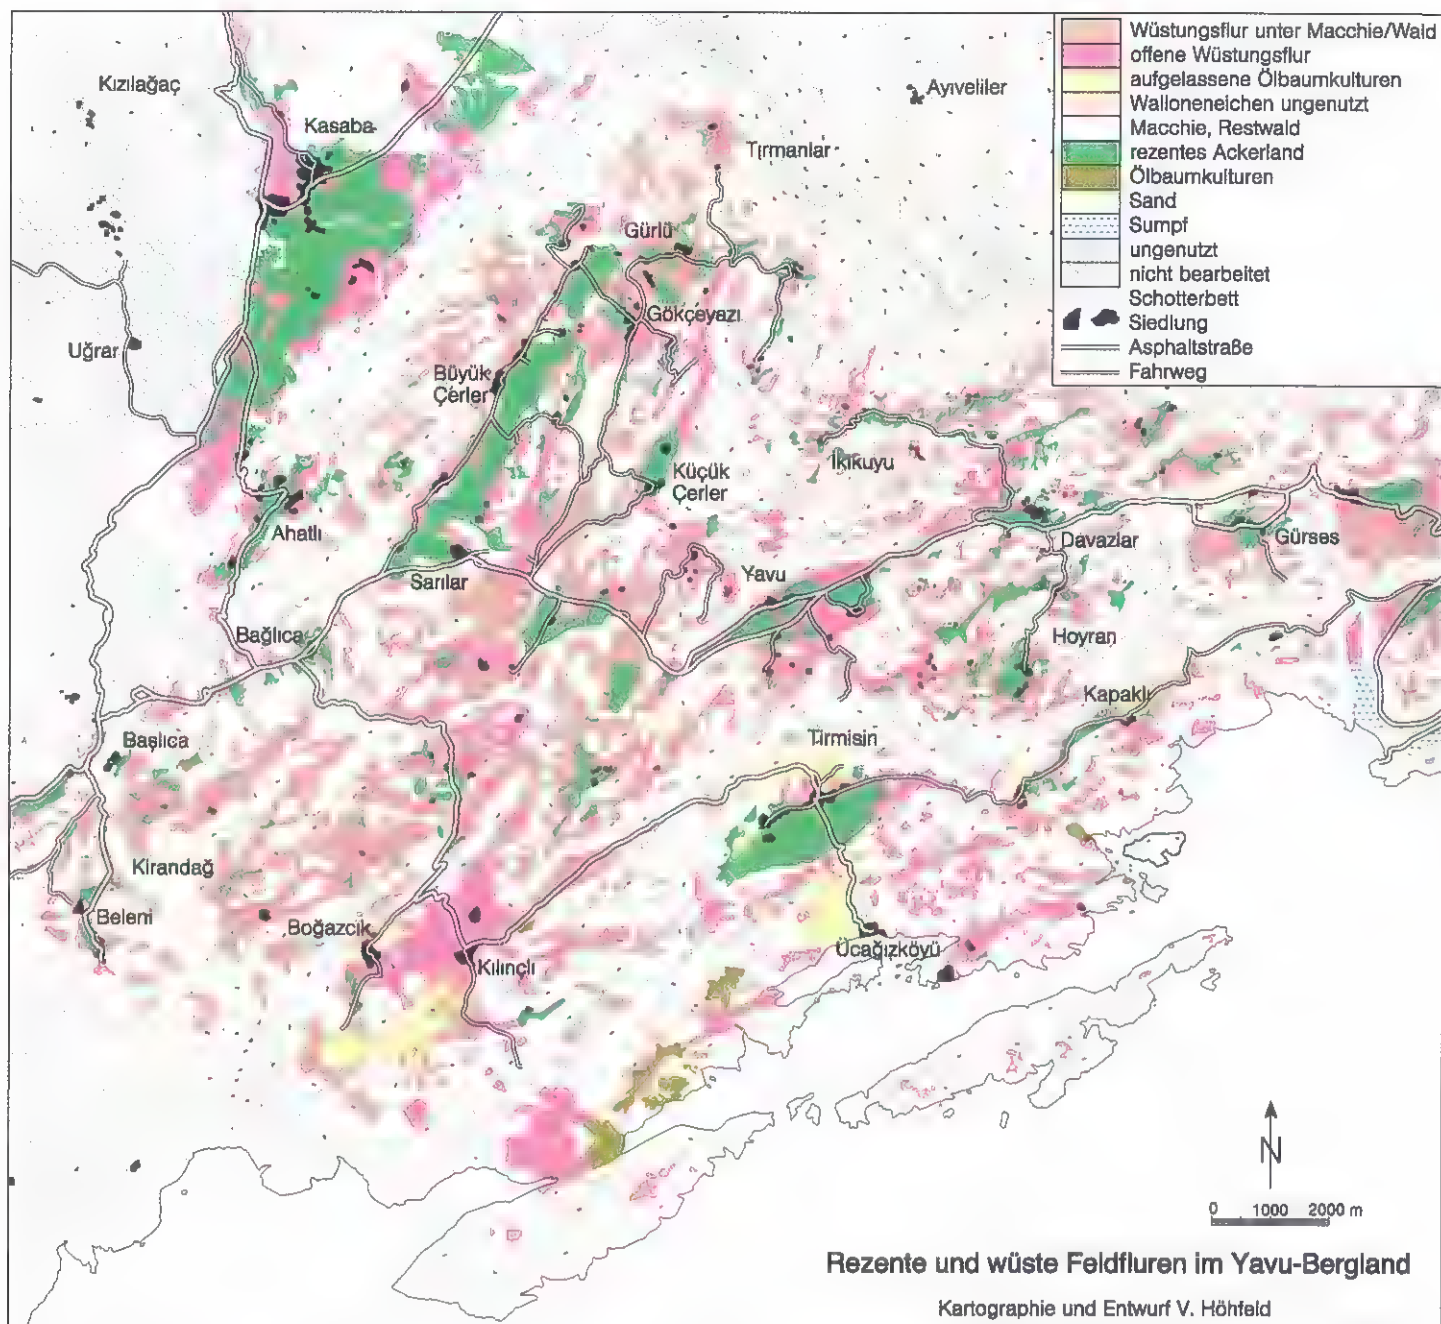 Wüstungsflur unter Macchie/Wald
offene Wüstungsflur
aufgelassene Ölbaumkulturen
Walloneneichen ungenutzt
Macchie, Restwald
rezentes Ackerland
Ölbaumkulturen
Sand
Sumpf
ungenutzt
nicht bearbeitet
Schotterbett
Siedlung
Asphaltstraße
Fahrweg
Kızılağaç
Kasaba
Ayıveliler
Tırmanlar
Gürlü
Gökçeyazı
Uğrar
Büyük
Çerler
Küçük
Çerler
İkikuyu
Ahatlı
Davazlar
Gürses
Sarılar
Yavu
Bağlıca
Hoyran
Kapaklı
Başlıca
Tirmisin
Kirandağ
Beleni
Boğazcık
Kılınçlı
Ücağızköyü
N
0 1000 2000 m
Rezente und wüste Feldfluren im Yavu-Bergland
Kartographie und Entwurf V. Höhfeld